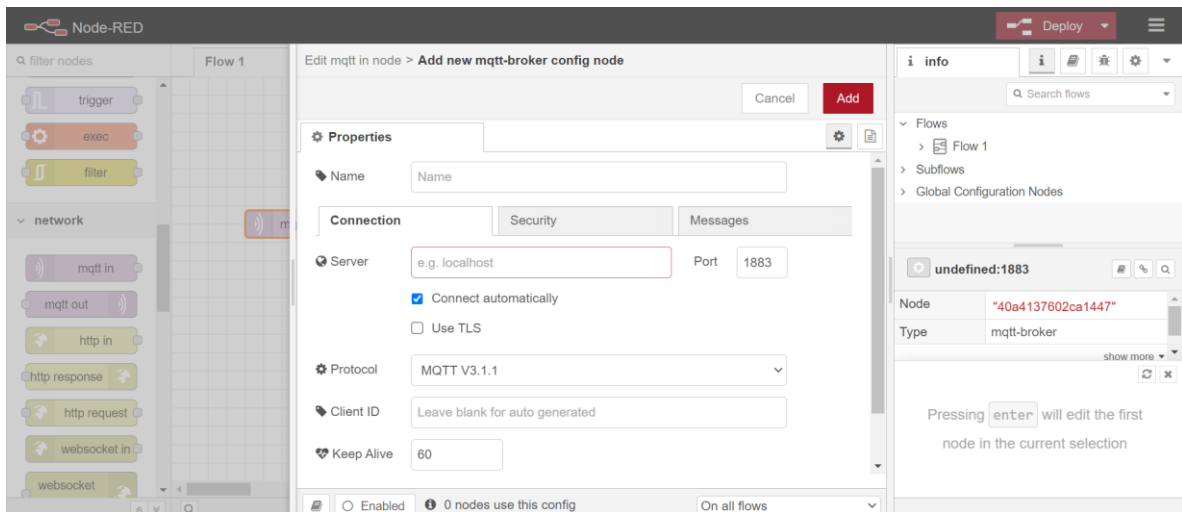 Node-RED
Deploy
filter nodes
Flow 1
trigger
exec
filter
network
mqtt in
mqtt out
http in
http response
http request
websocket in
websocket
Edit mqtt in node > Add new mqtt-broker config node
Cancel
Add
Properties
Name
Name
Connection
Security
Messages
Server
e.g. localhost
Port
1883
Connect automatically
Use TLS
Protocol
MQTT V3.1.1
Client ID
Leave blank for auto generated
Keep Alive
60
Enabled
0 nodes use this config
On all flows
i info
i
Search flows
Flows
Flow 1
Subflows
Global Configuration Nodes
undefined:1883
Node
"40a4137602ca1447"
Type
mqtt-broker
show more
Pressing enter will edit the first
node in the current selection